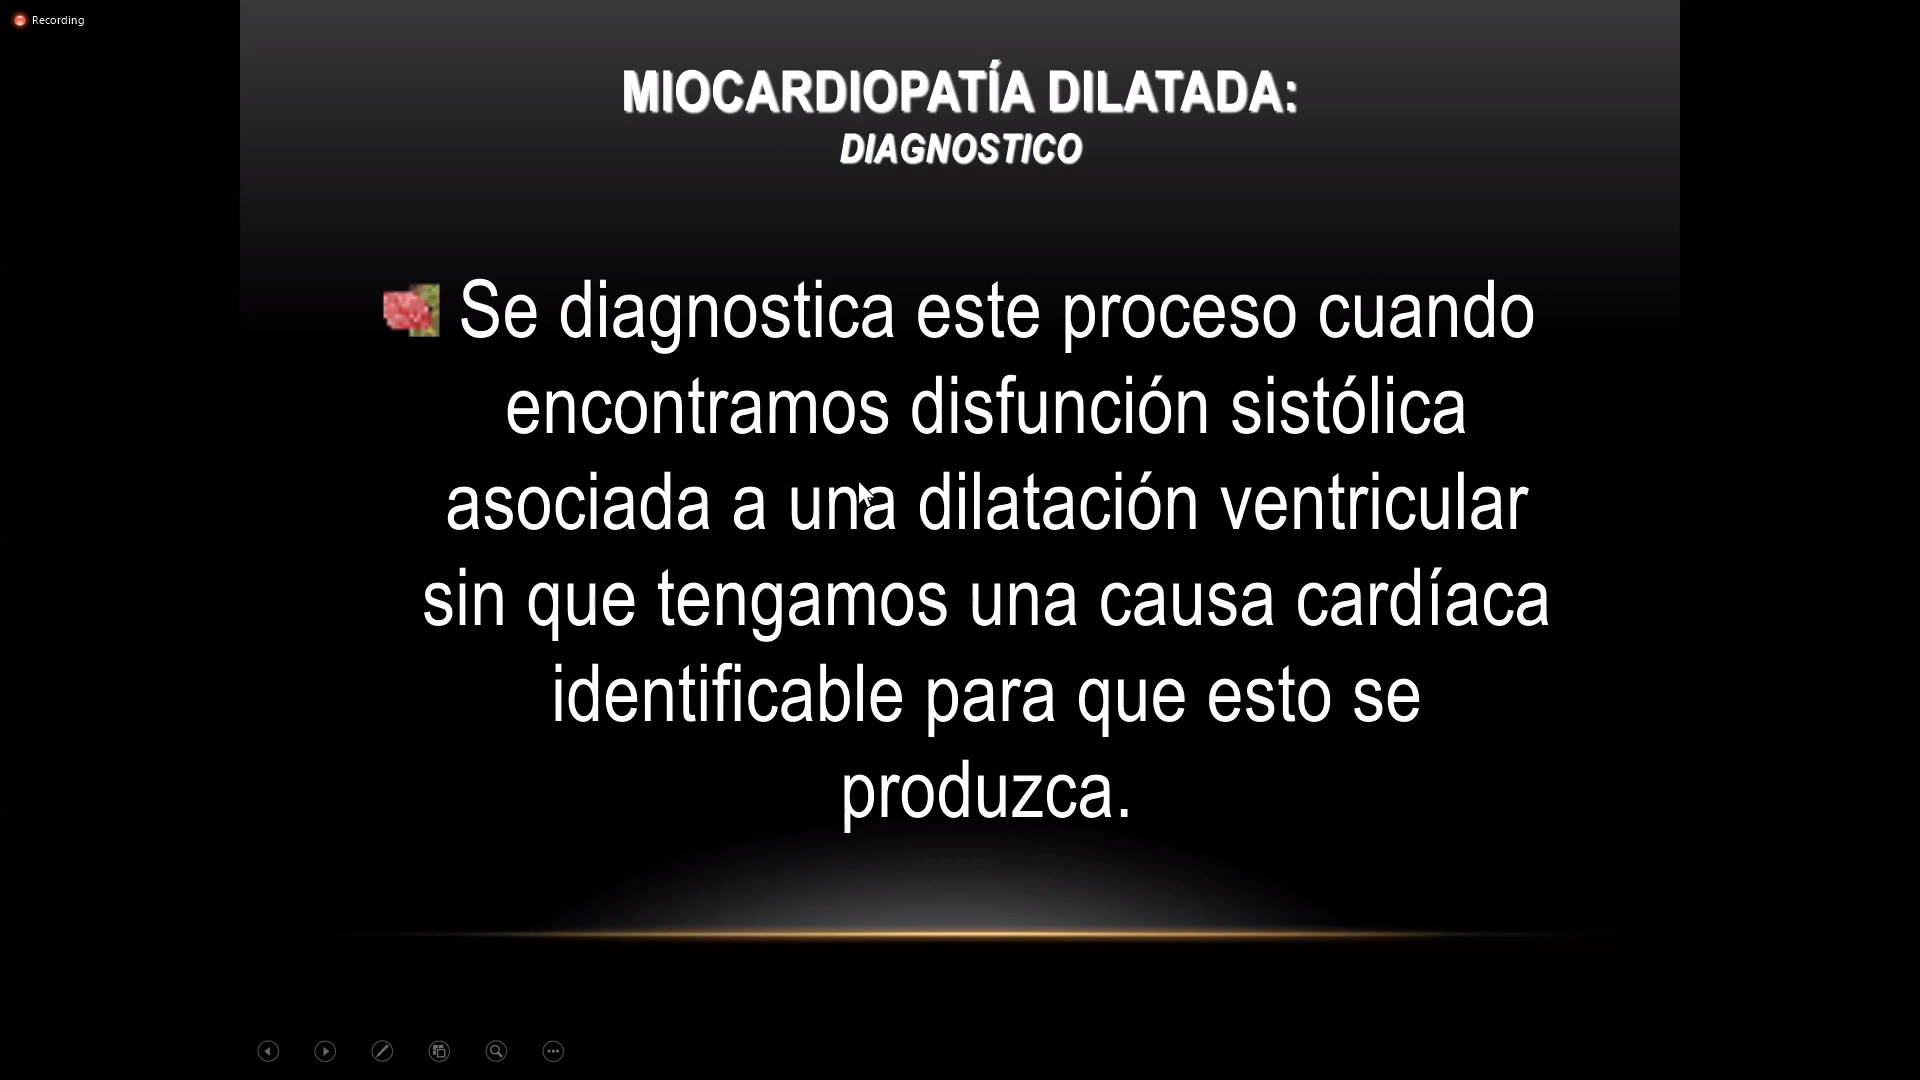 Recording
MIOCARDIOPATÍA DILATADA:
DIAGNOSTICO
Se diagnostica este proceso cuando
encontramos disfunción sistólica
asociada a una dilatación ventricular
sin que tengamos una causa cardíaca
identificable para que esto se
produzca.